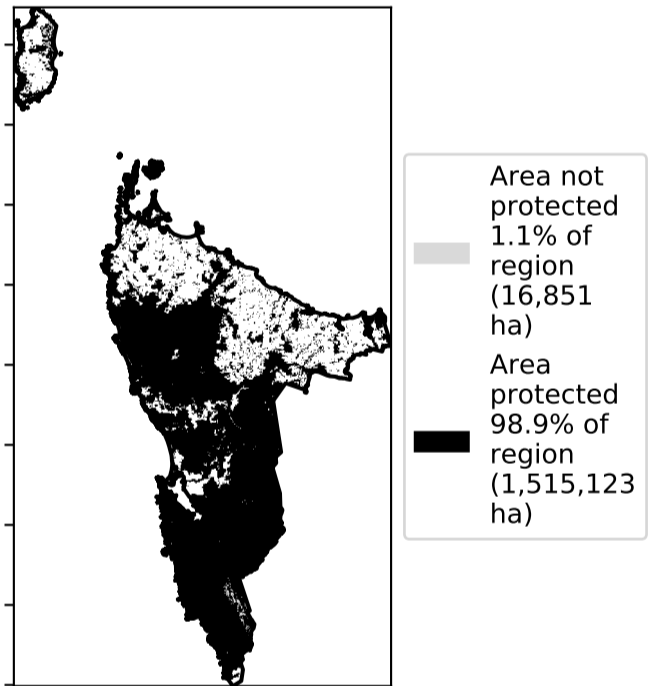 Area not
protected
1.1% of
region
(16,851
ha)
Area
protected
98.9% of
region
(1,515,123
ha)